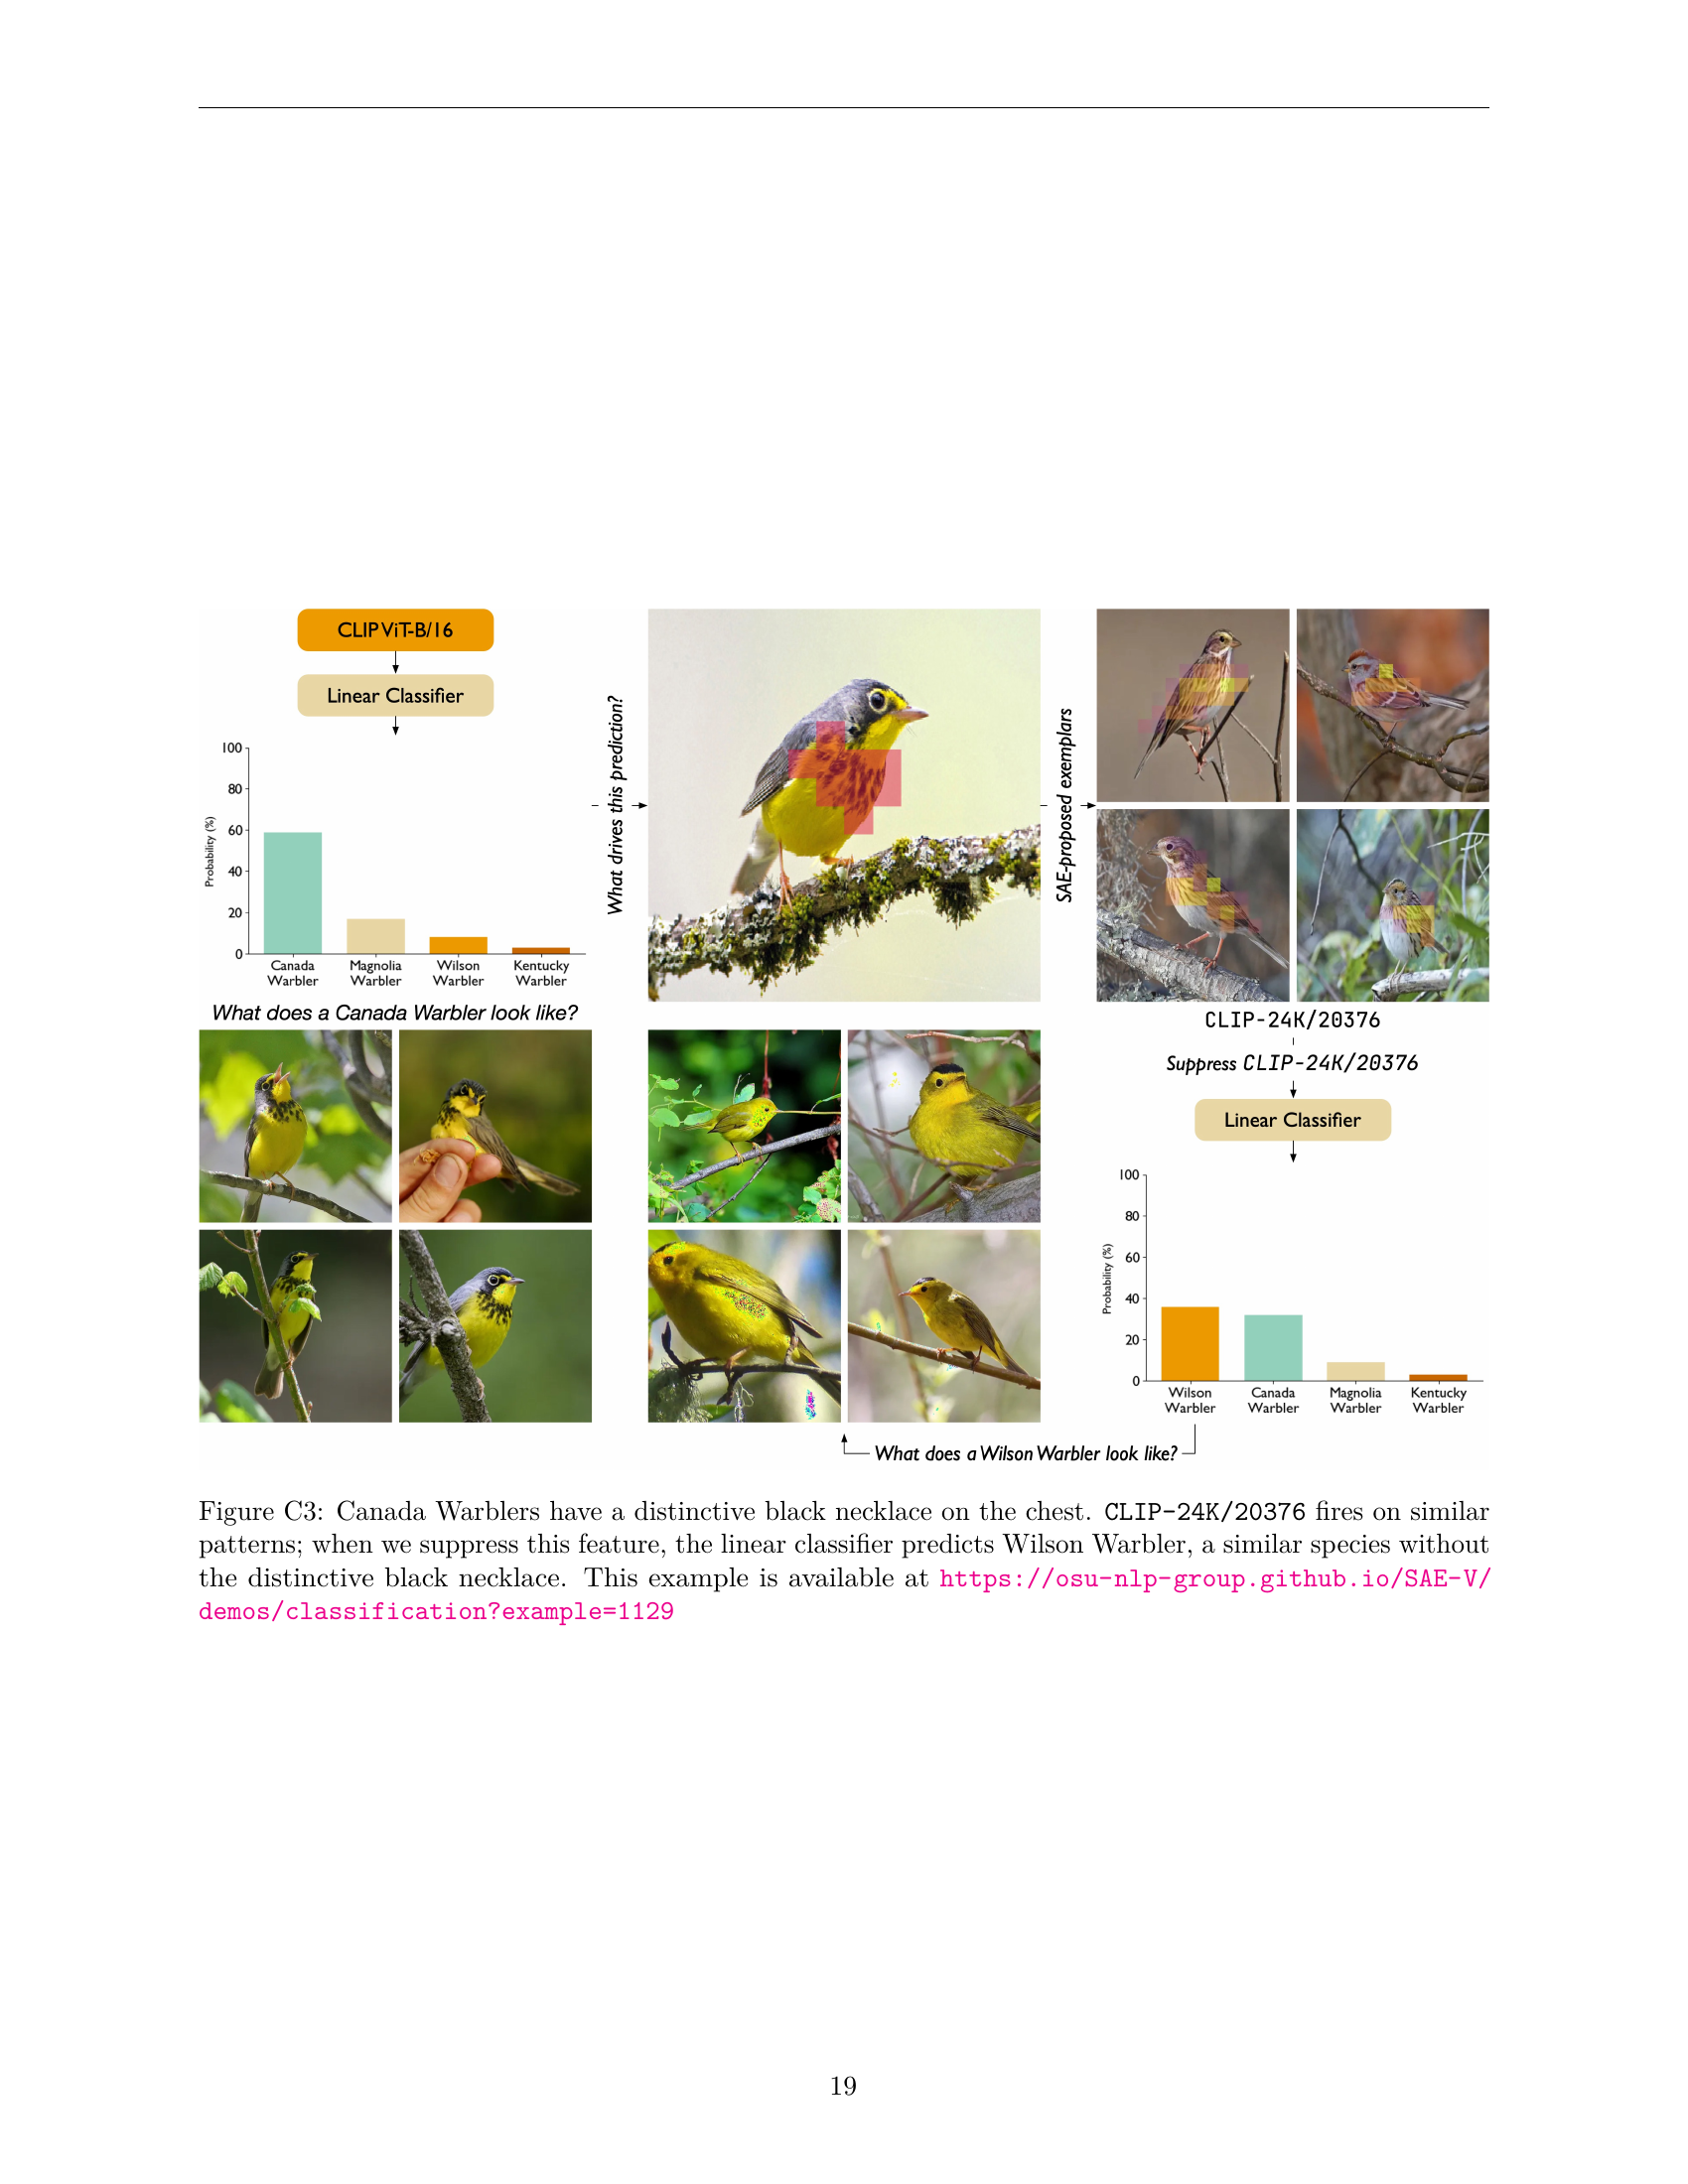 CLIP ViT-B/16
Linear Classifier
100
80
60
40
20
0
Probability (%)
Canada Warbler
Magnolia Warbler
Wilson Warbler
Kentucky Warbler
What does a Canada Warbler look like?
What drives this prediction?
SAE-proposed exemplars
CLIP-24K/20376
Suppress CLIP-24K/20376
Linear Classifier
100
80
60
40
20
0
Probability (%)
Wilson Warbler
Canada Warbler
Magnolia Warbler
Kentucky Warbler
What does a Wilson Warbler look like?
Figure C3: Canada Warblers have a distinctive black necklace on the chest. CLIP-24K/20376 fires on similar
patterns; when we suppress this feature, the linear classifier predicts Wilson Warbler, a similar species without
the distinctive black necklace. This example is available at https://osu-nlp-group.github.io/SAE-V/
demos/classification?example=1129
19